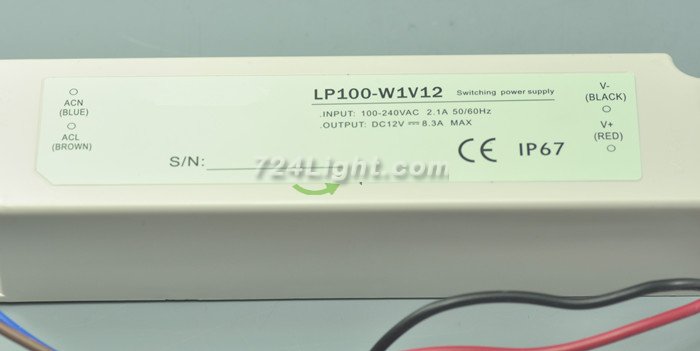 LP100-W1V12 Switching power supply
.INPUT: 100-240VAC 2.1A 50/60Hz
.OUTPUT: DC12V ⎓ 8.3A MAX
ACN
(BLUE)
ACL
(BROWN)
S/N:
724Light.com
CE IP67
V-
(BLACK)
V+
(RED)